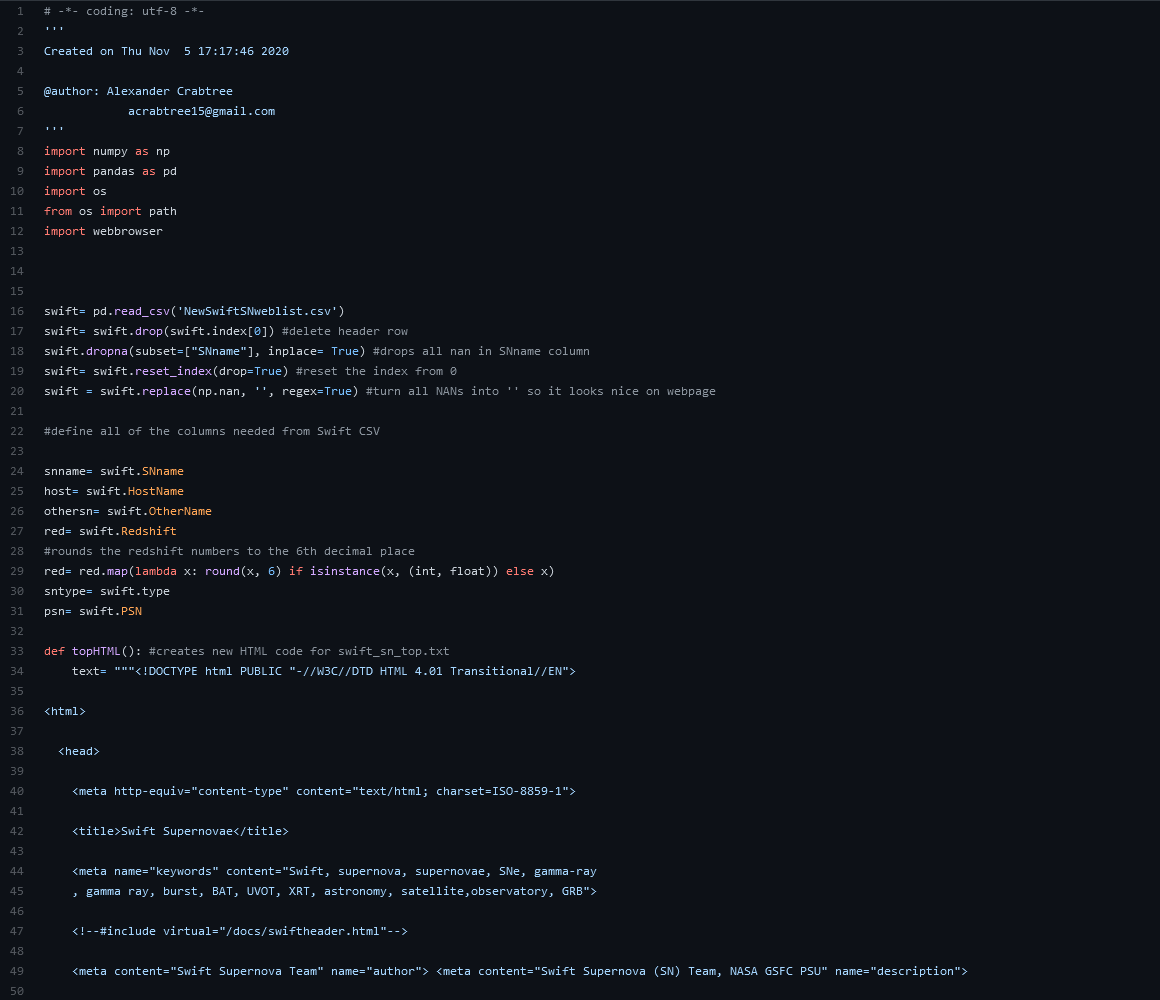 1 # -*- coding: utf-8 -*-
2 '''
3 Created on Thu Nov  5 17:17:46 2020
4
5 @author: Alexander Crabtree
6             acrabtree15@gmail.com
7 '''
8 import numpy as np
9 import pandas as pd
10 import os
11 from os import path
12 import webbrowser
13
14
15
16 swift= pd.read_csv('NewSwiftSNweblist.csv')
17 swift= swift.drop(swift.index[0]) #delete header row
18 swift.dropna(subset=["SNname"], inplace= True) #drops all nan in SNname column
19 swift= swift.reset_index(drop=True) #reset the index from 0
20 swift = swift.replace(np.nan, '', regex=True) #turn all NANs into '' so it looks nice on webpage
21
22 #define all of the columns needed from Swift CSV
23
24 snname= swift.SNname
25 host= swift.HostName
26 othersn= swift.OtherName
27 red= swift.Redshift
28 #rounds the redshift numbers to the 6th decimal place
29 red= red.map(lambda x: round(x, 6) if isinstance(x, (int, float)) else x)
30 sntype= swift.type
31 psn= swift.PSN
32
33 def topHTML(): #creates new HTML code for swift_sn_top.txt
34     text= """<!DOCTYPE html PUBLIC "-//W3C//DTD HTML 4.01 Transitional//EN">
35
36 <html>
37
38   <head>
39
40     <meta http-equiv="content-type" content="text/html; charset=ISO-8859-1">
41
42     <title>Swift Supernovae</title>
43
44     <meta name="keywords" content="Swift, supernova, supernovae, SNe, gamma-ray
45     , gamma ray, burst, BAT, UVOT, XRT, astronomy, satellite,observatory, GRB">
46
47     <!--#include virtual="/docs/swiftheader.html"-->
48
49     <meta content="Swift Supernova Team" name="author"> <meta content="Swift Supernova (SN) Team, NASA GSFC PSU" name="description">
50